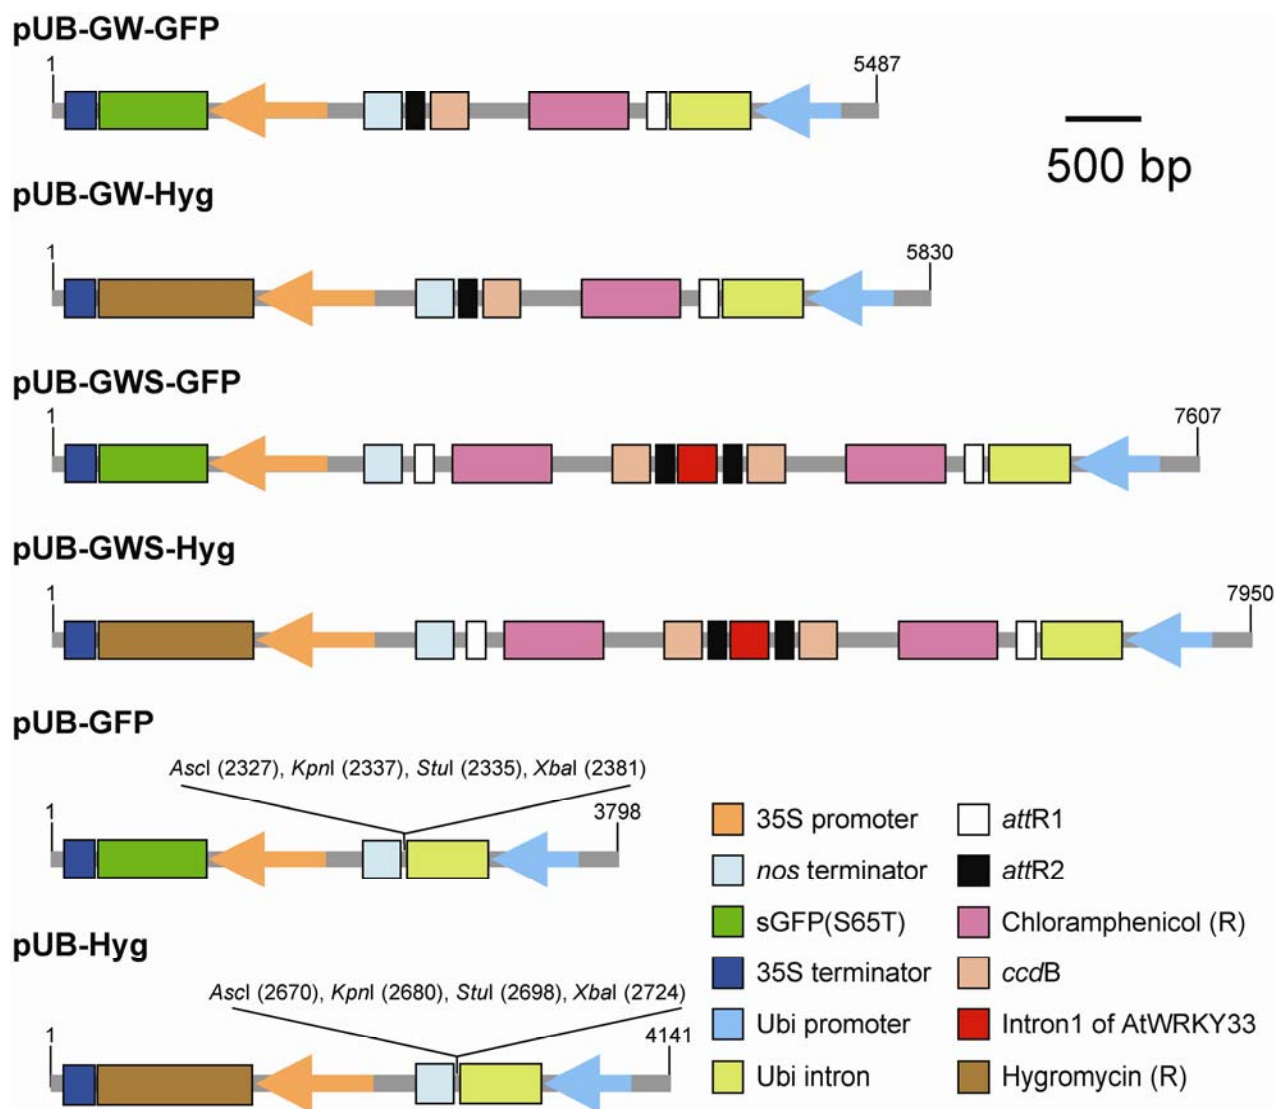 pUB-GW-GFP
1
5487
500 bp
pUB-GW-Hyg
1
5830
pUB-GWS-GFP
1
7607
pUB-GWS-Hyg
1
7950
pUB-GFP
AscI (2327), KpnI (2337), StuI (2335), XbaI (2381)
1
3798
pUB-Hyg
AscI (2670), KpnI (2680), StuI (2698), XbaI (2724)
1
4141
35S promoter
nos terminator
sGFP(S65T)
35S terminator
Ubi promoter
Ubi intron
attR1
attR2
Chloramphenicol (R)
ccdB
Intron1 of AtWRKY33
Hygromycin (R)